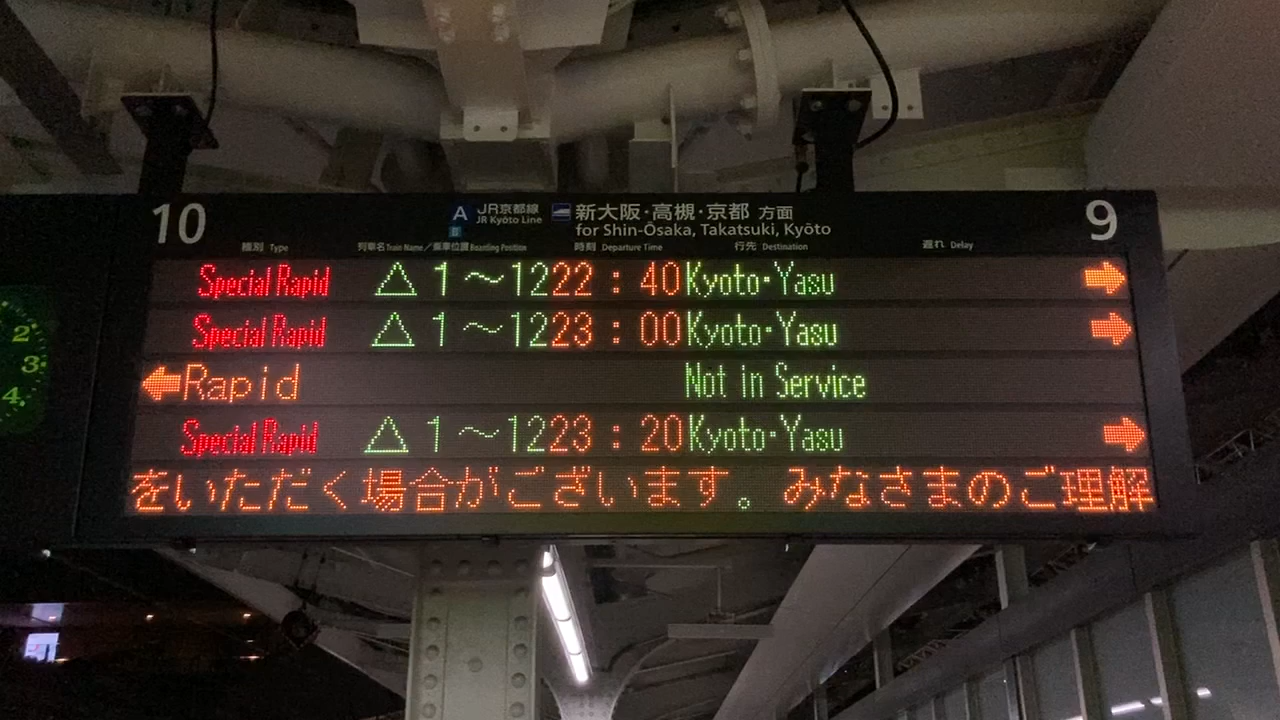 10 A JR京都線 新大阪・高槻・京都 方面 9
JR Kyōto Line for Shin-Ōsaka, Takatsuki, Kyōto
B
種別 Type 列車名 Train Name／乗車位置 Boarding Position 時刻 Departure Time 行先 Destination 遅れ Delay
Special Rapid △ 1～12 22:40 Kyoto・Yasu →
Special Rapid △ 1～12 23:00 Kyoto・Yasu →
← Rapid Not in Service
Special Rapid △ 1～12 23:20 Kyoto・Yasu →
をいただく場合がございます。みなさまのご理解
2
3
4